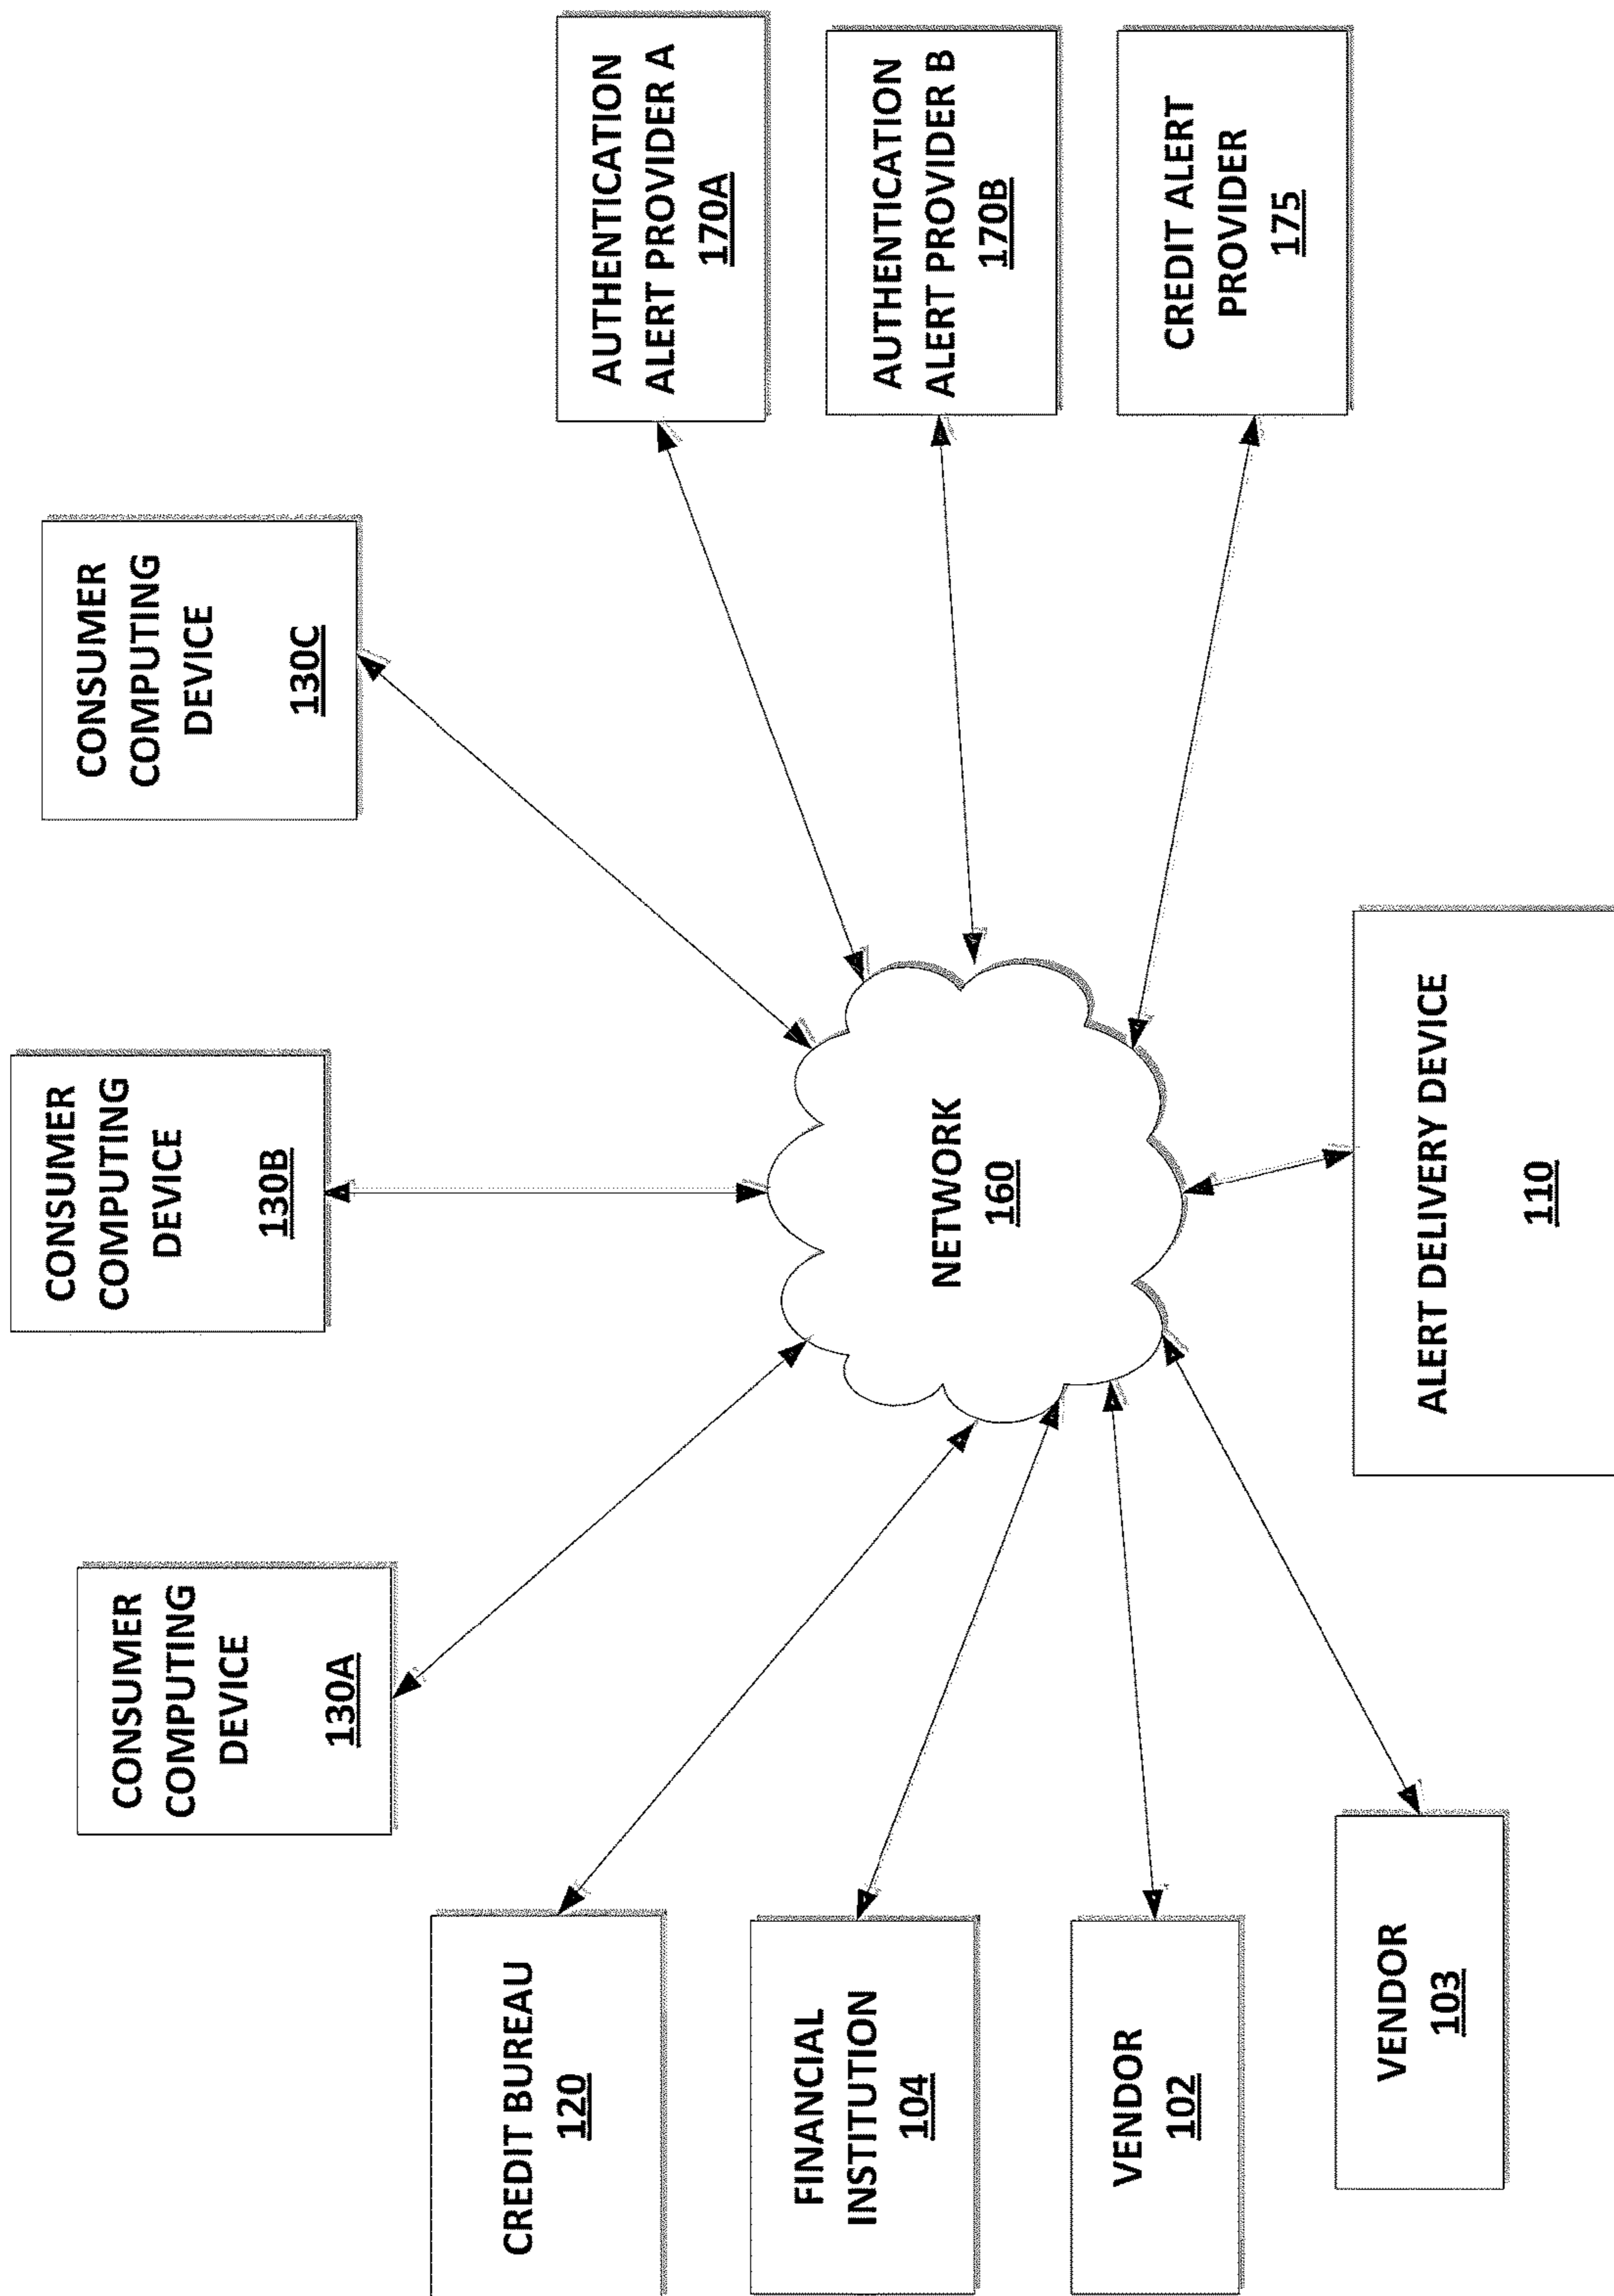 CONSUMER
COMPUTING
DEVICE
130A
CONSUMER
COMPUTING
DEVICE
130B
CONSUMER
COMPUTING
DEVICE
130C
CREDIT BUREAU
120
FINANCIAL
INSTITUTION
104
VENDOR
102
VENDOR
103
NETWORK
160
ALERT DELIVERY DEVICE
110
AUTHENTICATION
ALERT PROVIDER A
170A
AUTHENTICATION
ALERT PROVIDER B
170B
CREDIT ALERT
PROVIDER
175